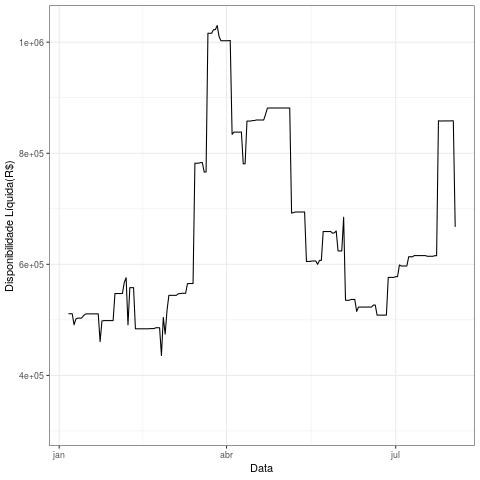 Disponibilidade Líquida(R$)
1e+06
8e+05
6e+05
4e+05
jan
abr
jul
Data